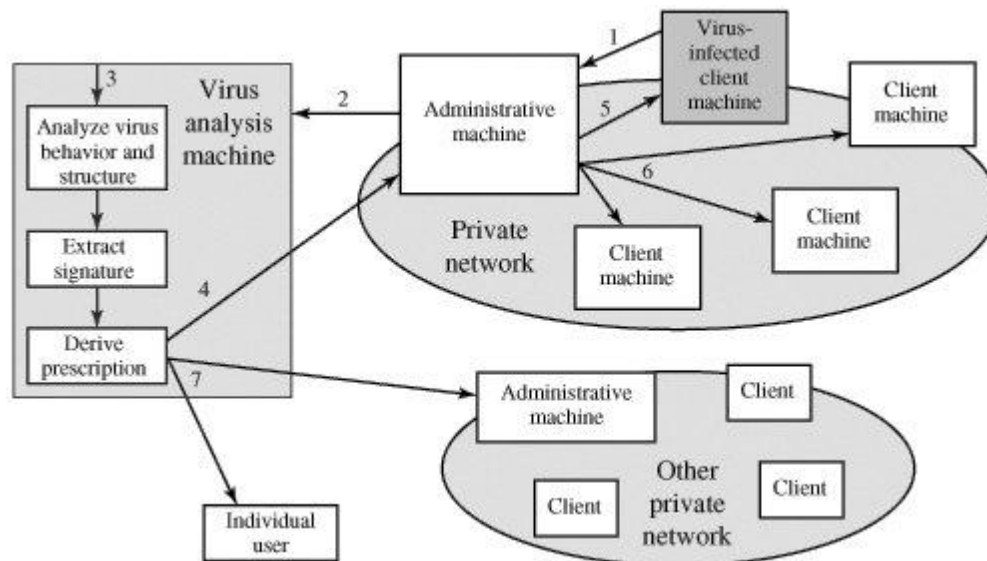 3
Analyze virus
behavior and
structure
Extract
signature
Derive
prescription
Virus
analysis
machine
2
4
7
Individual
user
Administrative
machine
1
5
6
Virus-
infected
client
machine
Client
machine
Client
machine
Client
machine
Private
network
Administrative
machine
Client
Client
Client
Other
private
network